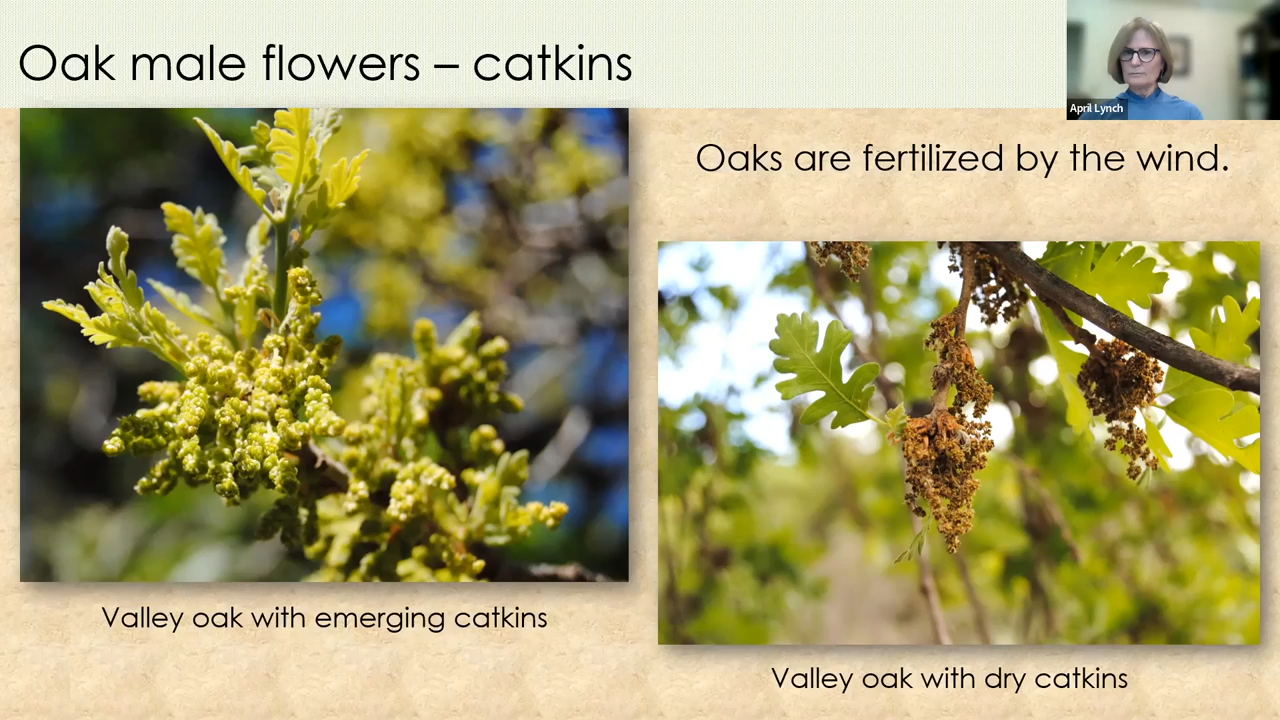 Oak male flowers – catkins
April Lynch
Oaks are fertilized by the wind.
Valley oak with emerging catkins
Valley oak with dry catkins